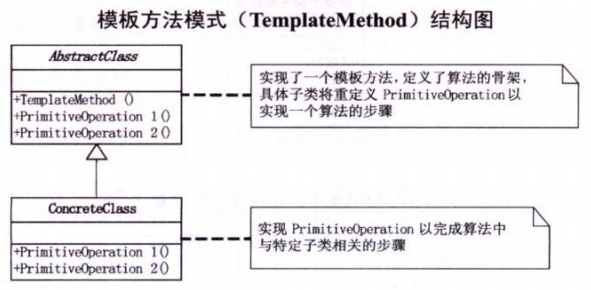 模板方法模式（TemplateMethod）结构图
AbstractClass
+TemplateMethod ()
+PrimitiveOperation 1()
+PrimitiveOperation 2()
实现了一个模板方法，定义了算法的骨架，
具体子类将重定义 PrimitiveOperation 以
实现一个算法的步骤
ConcreteClass
+PrimitiveOperation 1()
+PrimitiveOperation 2()
实现 PrimitiveOperation 以完成算法中
与特定子类相关的步骤